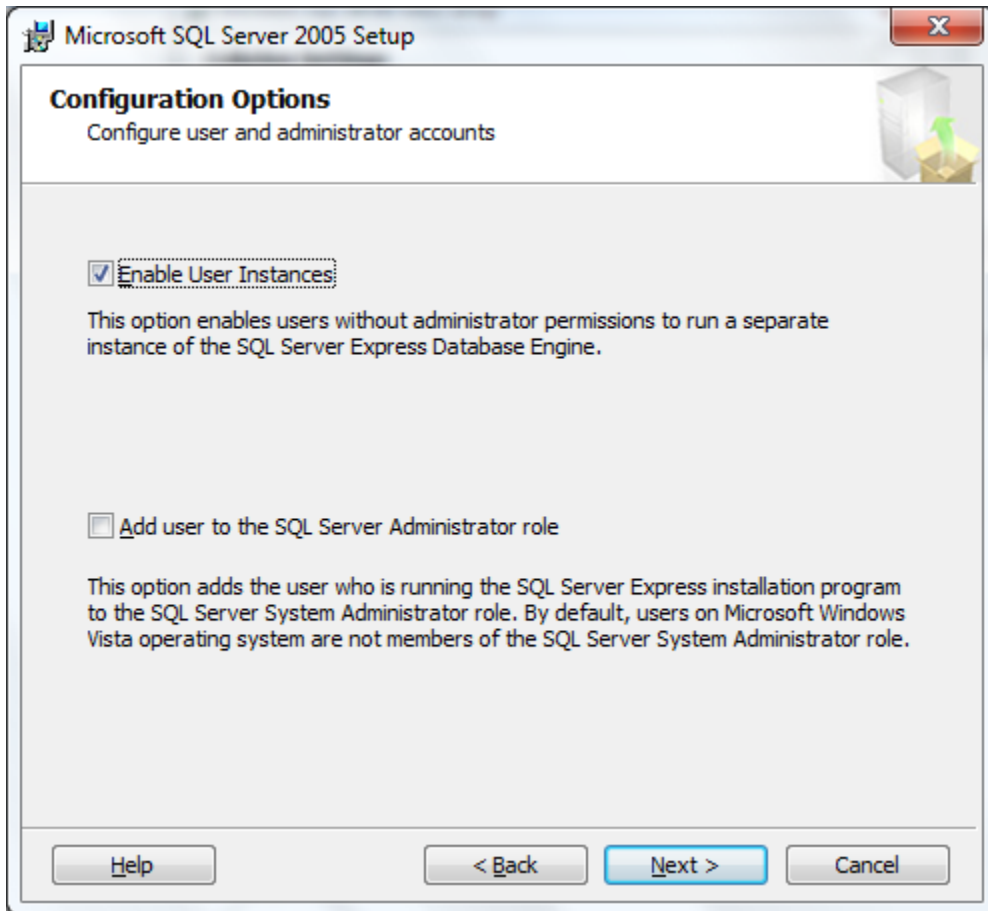 Microsoft SQL Server 2005 Setup
Configuration Options
Configure user and administrator accounts
Enable User Instances
This option enables users without administrator permissions to run a separate
instance of the SQL Server Express Database Engine.
Add user to the SQL Server Administrator role
This option adds the user who is running the SQL Server Express installation program
to the SQL Server System Administrator role. By default, users on Microsoft Windows
Vista operating system are not members of the SQL Server System Administrator role.
Help
< Back
Next >
Cancel